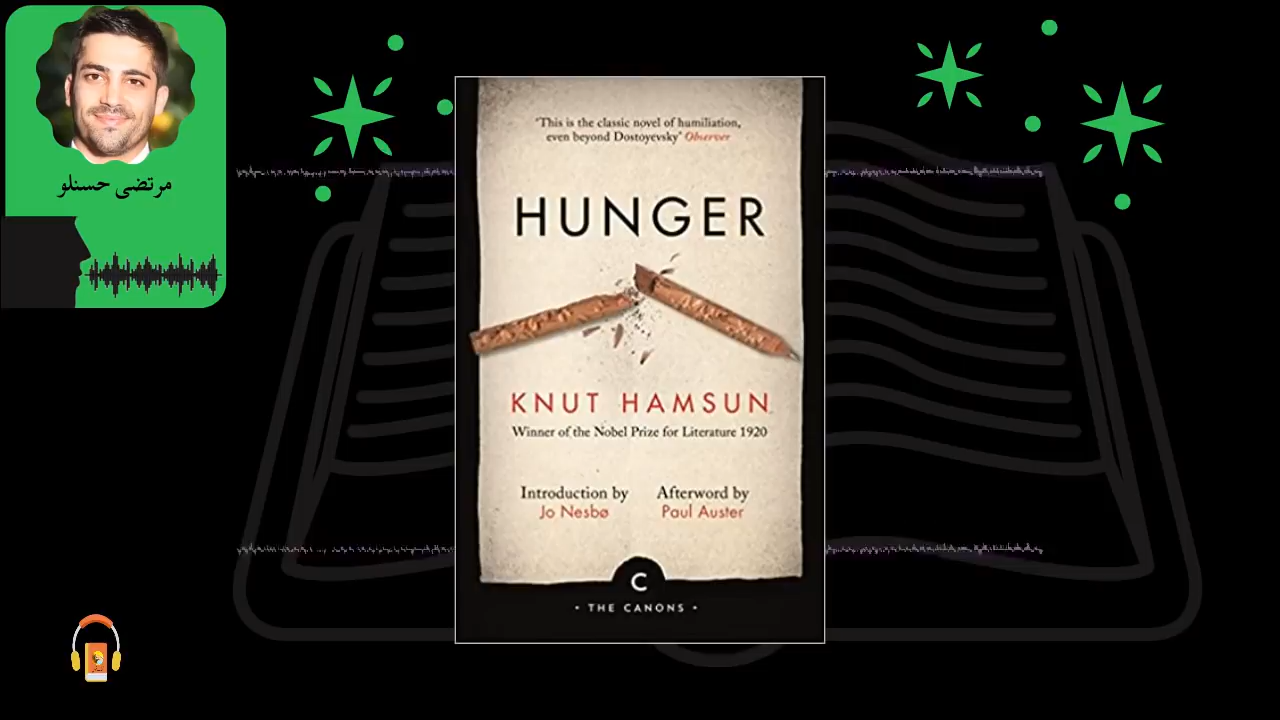 مرتضی حسنلو
'This is the classic novel of humiliation,
even beyond Dostoyevsky' Observer
HUNGER
KNUT HAMSUN
Winner of the Nobel Prize for Literature 1920
Introduction by
Jo Nesbø
Afterword by
Paul Auster
C
• THE CANONS •